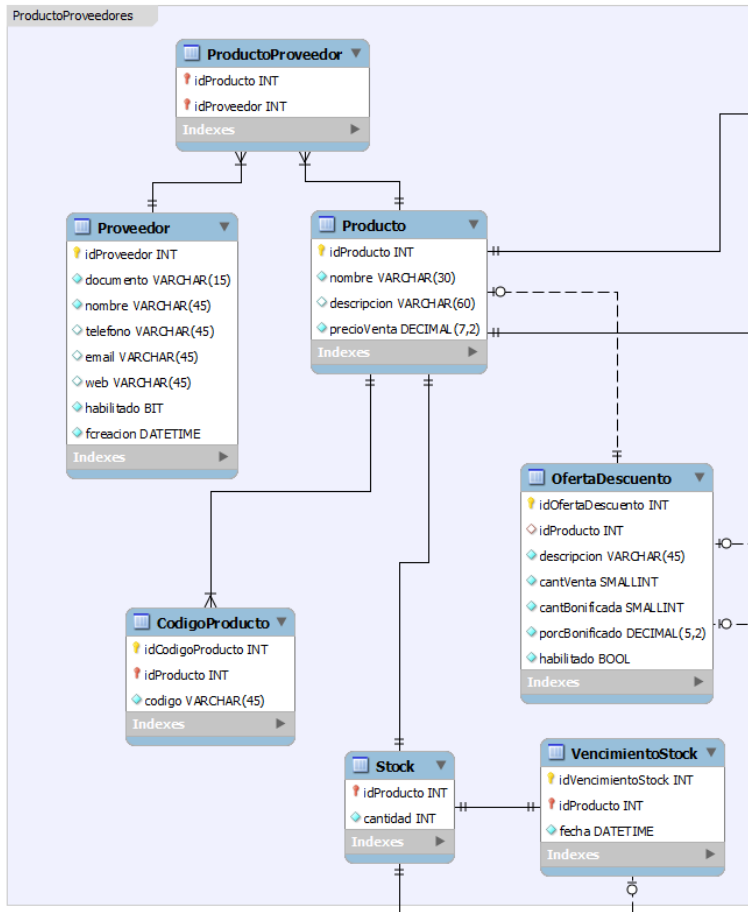 ProductoProveedores
ProductoProveedor
idProducto INT
idProveedor INT
Indexes
Proveedor
idProveedor INT
documento VARCHAR(15)
nombre VARCHAR(45)
telefono VARCHAR(45)
email VARCHAR(45)
web VARCHAR(45)
habilitado BIT
fcreacion DATETIME
Indexes
Producto
idProducto INT
nombre VARCHAR(30)
descripcion VARCHAR(60)
precioVenta DECIMAL(7,2)
Indexes
OfertaDescuento
idOfertaDescuento INT
idProducto INT
descripcion VARCHAR(45)
cantVenta SMALLINT
cantBonificada SMALLINT
porcBonificado DECIMAL(5,2)
habilitado BOOL
Indexes
CodigoProducto
idCodigoProducto INT
idProducto INT
codigo VARCHAR(45)
Indexes
Stock
idProducto INT
cantidad INT
Indexes
VencimientoStock
idVencimientoStock INT
idProducto INT
fecha DATETIME
Indexes